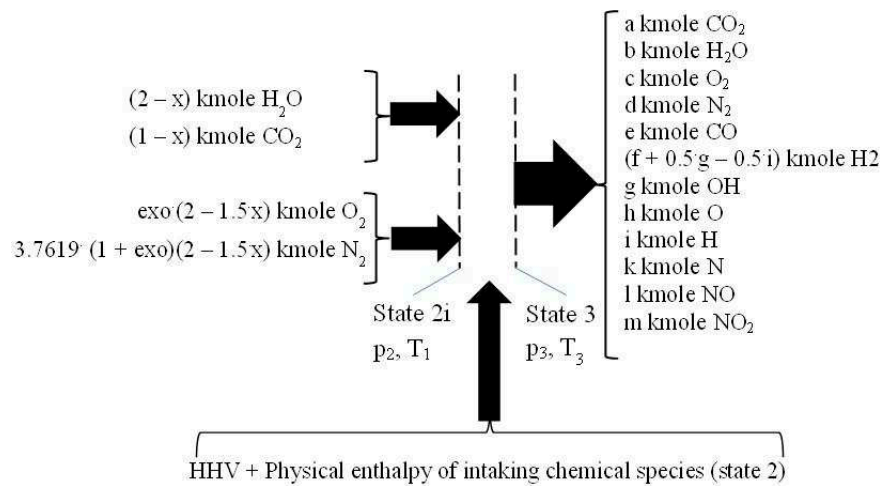 (2 – x) kmole H₂O
(1 – x) kmole CO₂
exo·(2 – 1.5·x) kmole O₂
3.7619· (1 + exo)(2 – 1.5·x) kmole N₂
State 2i
p₂, T₁
State 3
p₃, T₃
a kmole CO₂
b kmole H₂O
c kmole O₂
d kmole N₂
e kmole CO
(f + 0.5·g – 0.5·i) kmole H2
g kmole OH
h kmole O
i kmole H
k kmole N
l kmole NO
m kmole NO₂
HHV + Physical enthalpy of intaking chemical species (state 2)